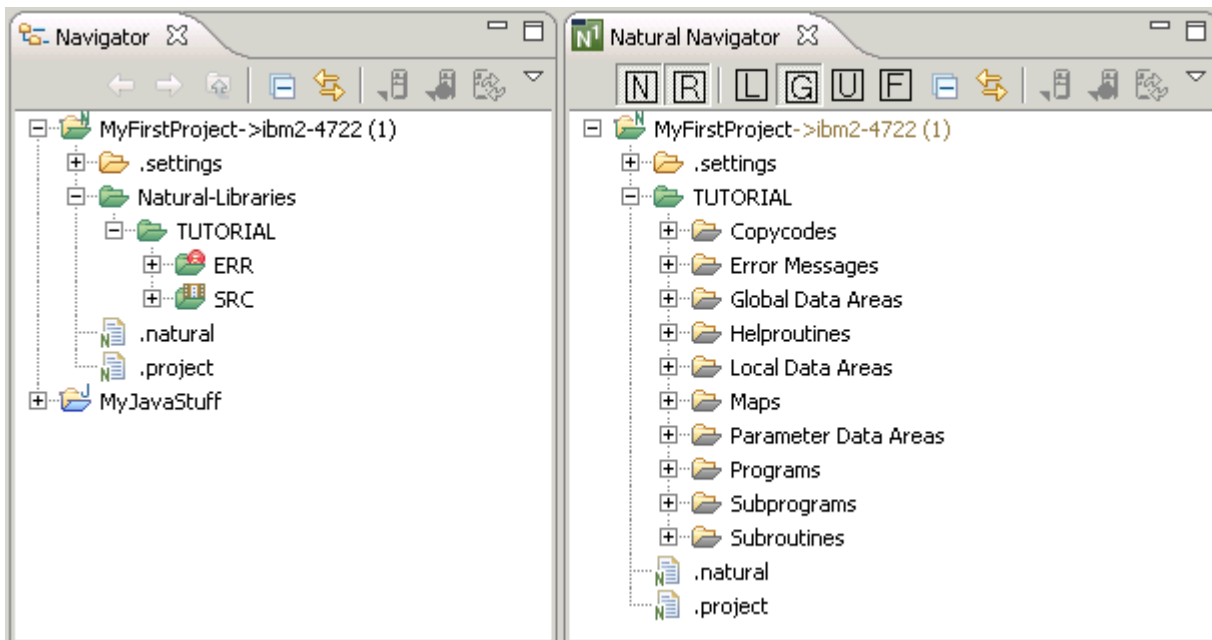 Navigator
MyFirstProject->ibm2-4722 (1)
.settings
Natural-Libraries
TUTORIAL
ERR
SRC
.natural
.project
MyJavaStuff
N1 Natural Navigator
N R L G U F
MyFirstProject->ibm2-4722 (1)
.settings
TUTORIAL
Copycodes
Error Messages
Global Data Areas
Helproutines
Local Data Areas
Maps
Parameter Data Areas
Programs
Subprograms
Subroutines
.natural
.project